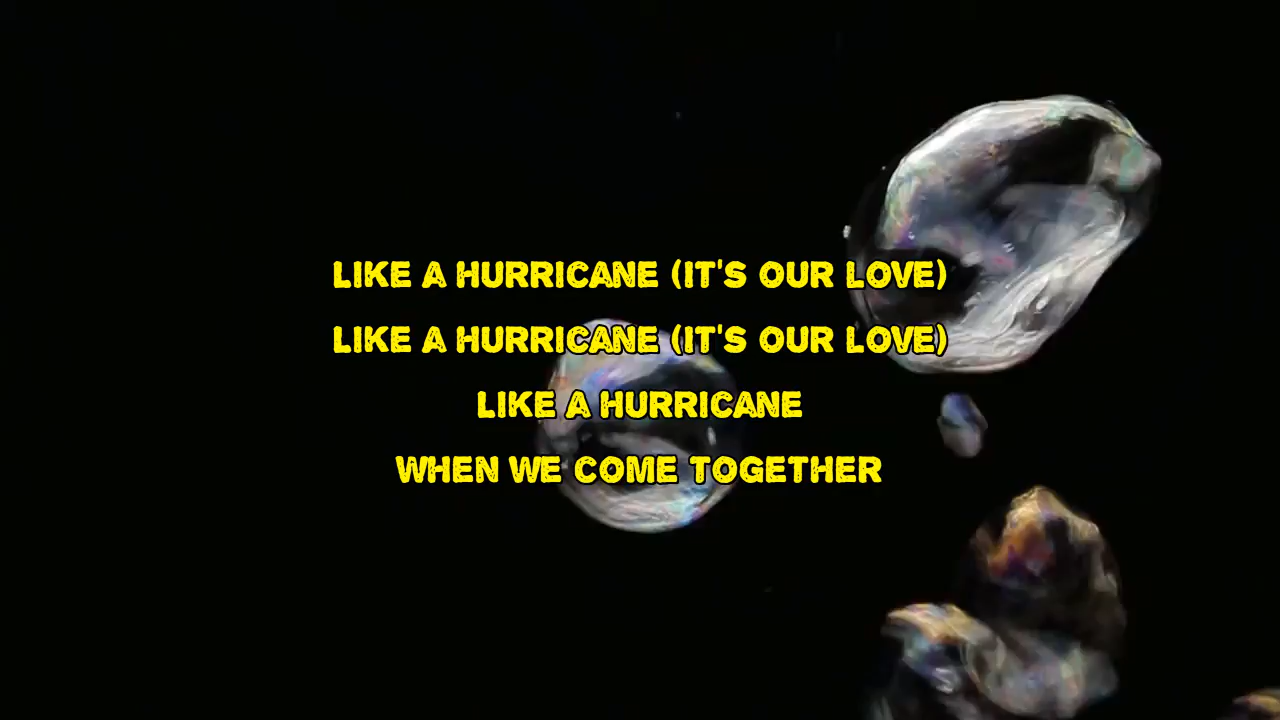 LIKE A HURRICANE (IT'S OUR LOVE)
LIKE A HURRICANE (IT'S OUR LOVE)
LIKE A HURRICANE
WHEN WE COME TOGETHER